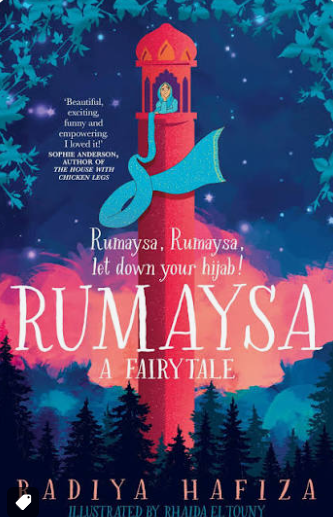 'Beautiful,
exciting,
funny and
empowering.
I loved it!'
SOPHIE ANDERSON,
AUTHOR OF
THE HOUSE WITH
CHICKEN LEGS
Rumaysa, Rumaysa,
let down your hijab!
RUMAYSA
A FAIRYTALE
RADIYA HAFIZA
ILLUSTRATED BY RHAIDA EL TOUNY